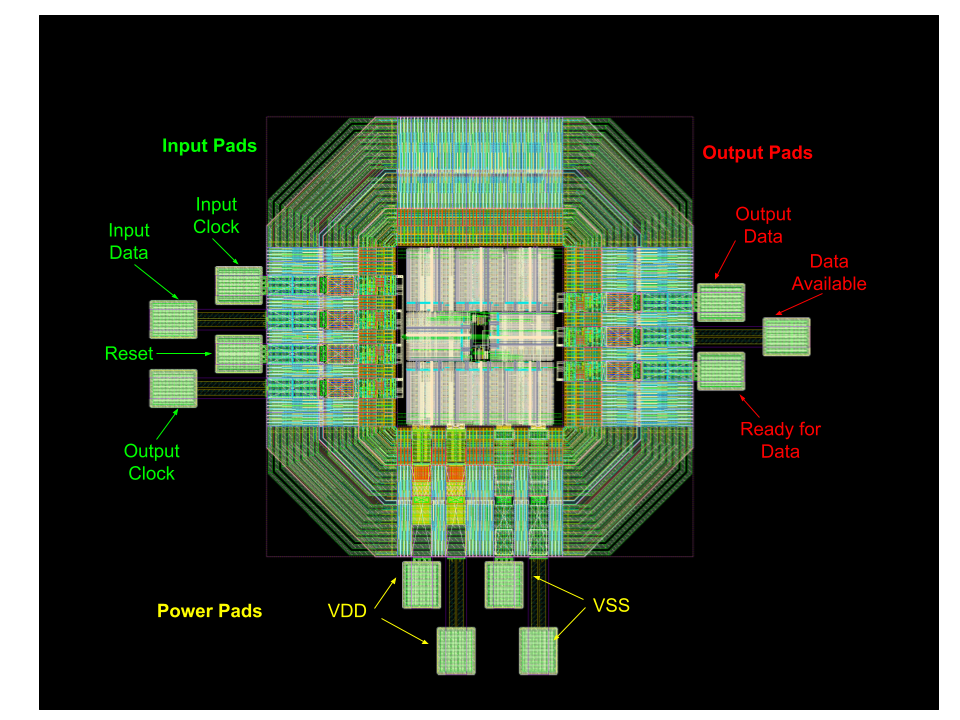 Input Pads
Output Pads
Input
Clock
Input
Data
Output
Data
Data
Available
Reset
Output
Clock
Ready for
Data
Power Pads
VDD
VSS